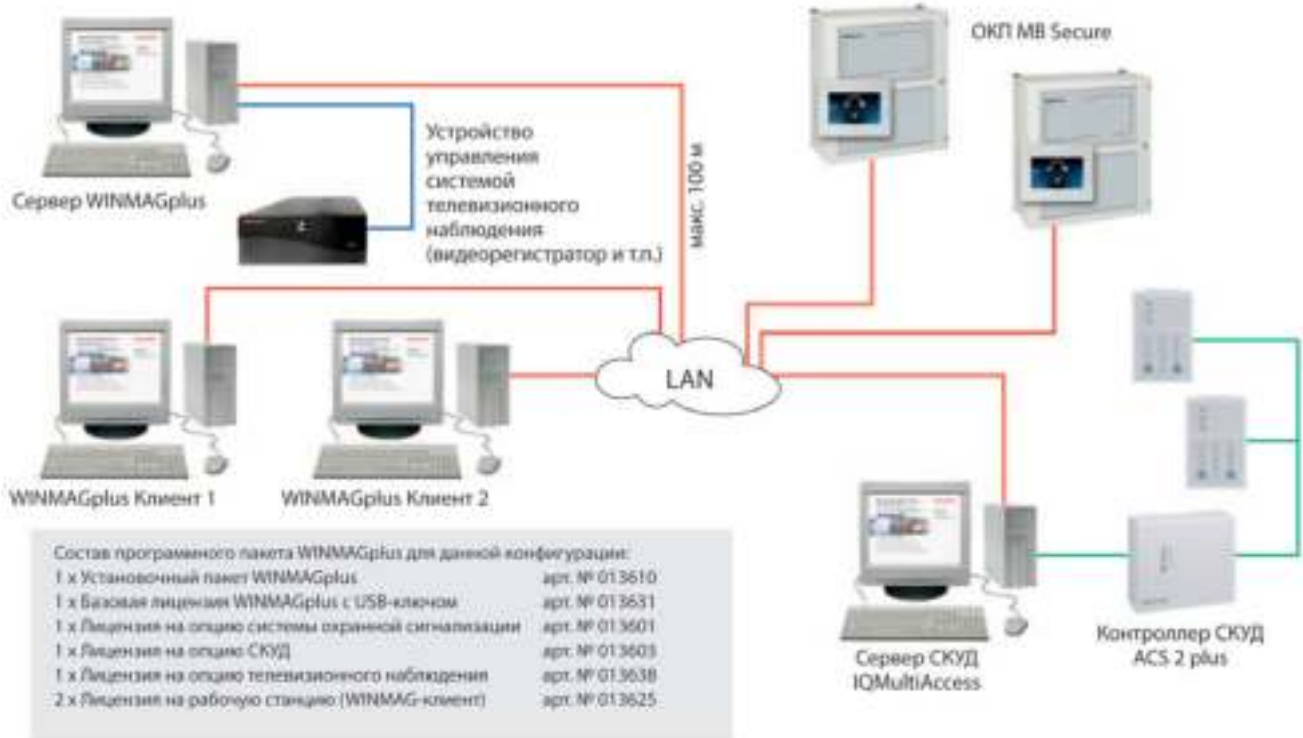 ОКП MB Secure
Устройство
управления
системой
телевизионного
наблюдения
(видеорегистратор и т.п.)
макс. 100 м
Сервер WINMAGplus
LAN
WINMAGplus Клиент 1
WINMAGplus Клиент 2
Состав программного пакета WINMAGplus для данной конфигурации:
1 x Установочный пакет WINMAGplus арт. № 013610
1 x Базовая лицензия WINMAGplus с USB-ключом арт. № 013631
1 x Лицензия на опцию системы охранной сигнализации арт. № 013601
1 x Лицензия на опцию СКУД арт. № 013603
1 x Лицензия на опцию телевизионного наблюдения арт. № 013638
2 x Лицензия на рабочую станцию (WINMAG-клиент) арт. № 013625
Сервер СКУД
IQMultiAccess
Контроллер СКУД
ACS 2 plus